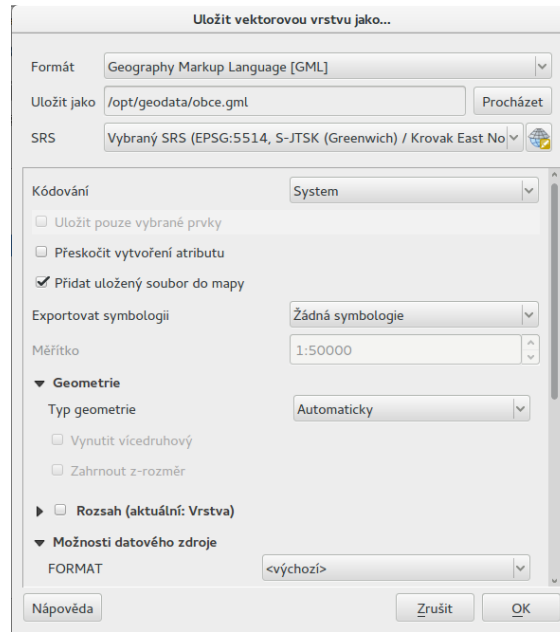 Uložit vektorovou vrstvu jako...
Formát Geography Markup Language [GML]
Uložit jako /opt/geodata/obce.gml Procházet
SRS Vybraný SRS (EPSG:5514, S-JTSK (Greenwich) / Krovak East No
Kódování System
Uložit pouze vybrané prvky
Přeskočit vytvoření atributu
Přidat uložený soubor do mapy
Exportovat symbologii Žádná symbologie
Měřítko 1:50000
Geometrie
Typ geometrie Automaticky
Vynutit vícedruhový
Zahrnout z-rozměr
Rozsah (aktuální: Vrstva)
Možnosti datového zdroje
FORMAT <výchozí>
Nápověda Zrušit OK